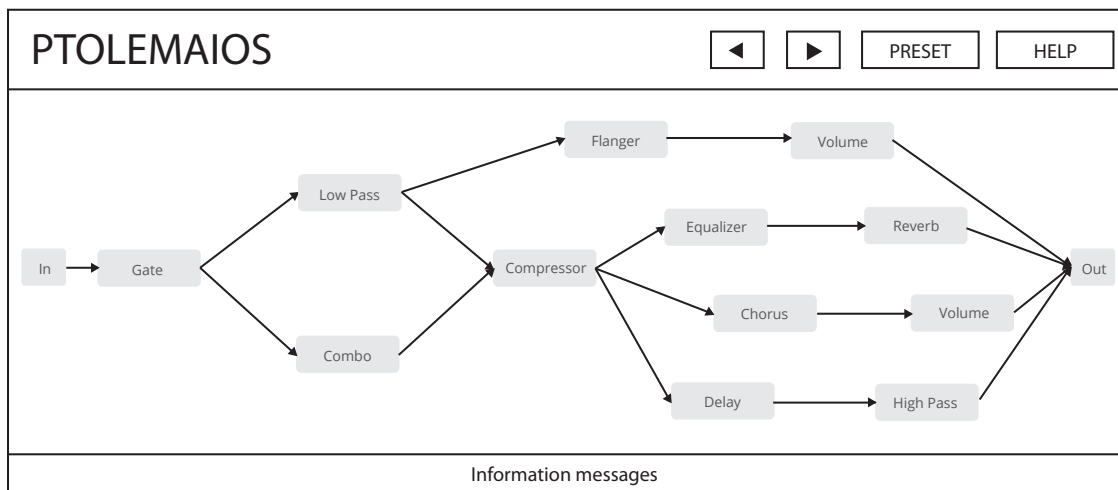 PTOLEMAIOS
PRESET
HELP
Flanger
Volume
Low Pass
Equalizer
Reverb
In
Gate
Compressor
Out
Chorus
Volume
Combo
Delay
High Pass
Information messages